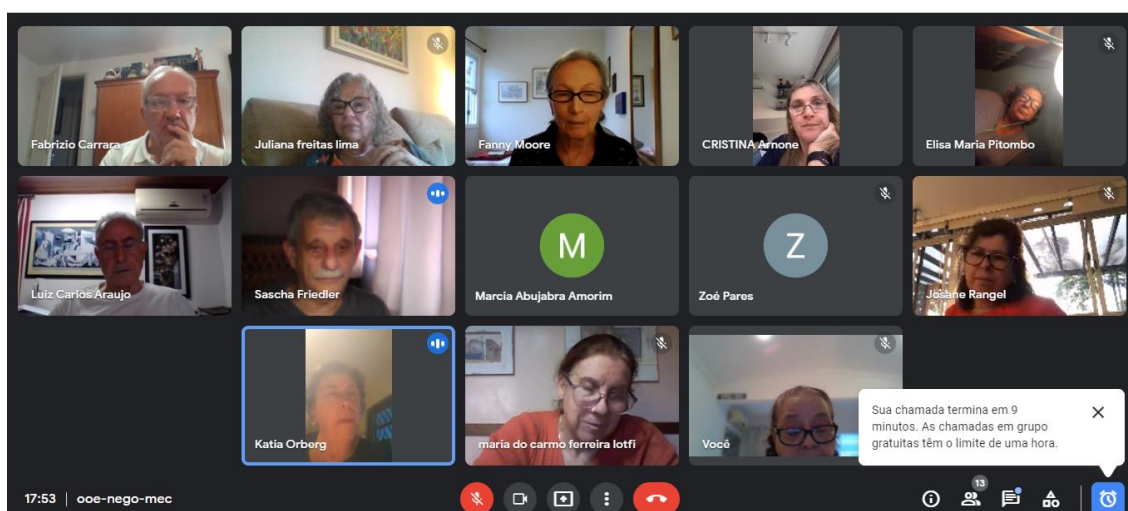 Fabrizio Carrara
Juliana freitas lima
Fanny Moore
CRISTINA Arnone
Elisa Maria Pitombo
Luiz Carlos Araujo
Sascha Friedler
M
Marcia Abujabra Amorim
Z
Zoé Pares
Josane Rangel
Katia Orberg
maria do carmo ferreira lotfi
Você
Sua chamada termina em 9
minutos. As chamadas em grupo
gratuitas têm o limite de uma hora.
17:53 | ooe-nego-mec
13